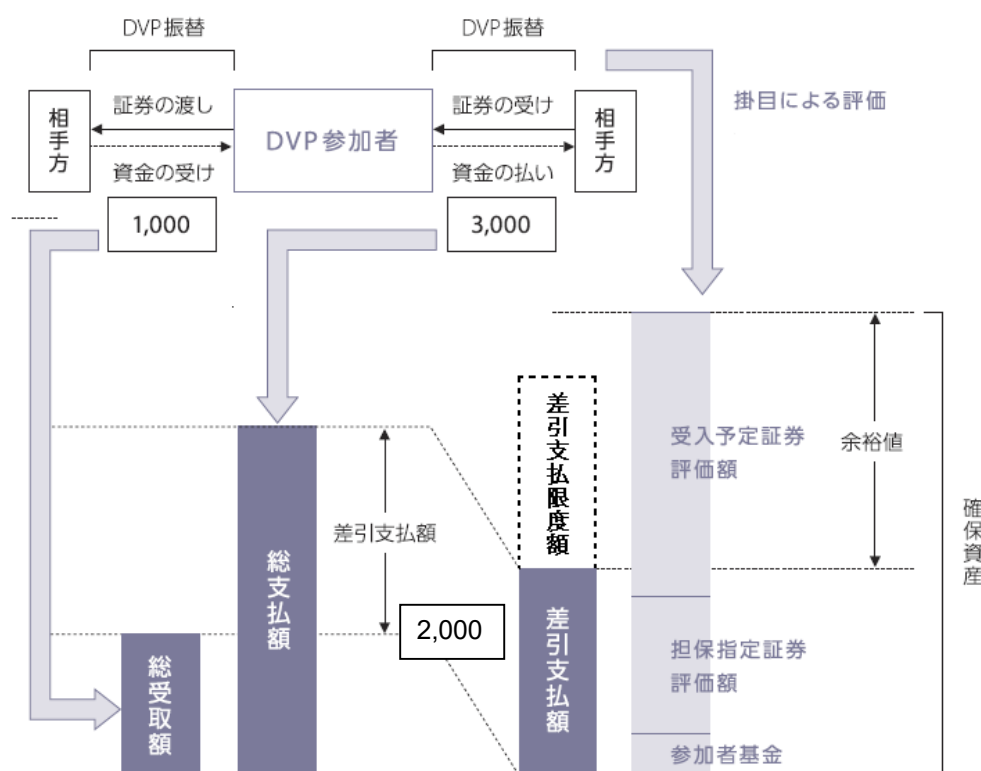 DVP振替
DVP振替
掛目による評価
相手方
証券の渡し
資金の受け
DVP参加者
証券の受け
資金の払い
相手方
1,000
3,000
差引支払限度額
受入予定証券
評価額
余裕値
確保資産
差引支払額
総支払額
2,000
差引支払額
担保指定証券
評価額
総受取額
参加者基金